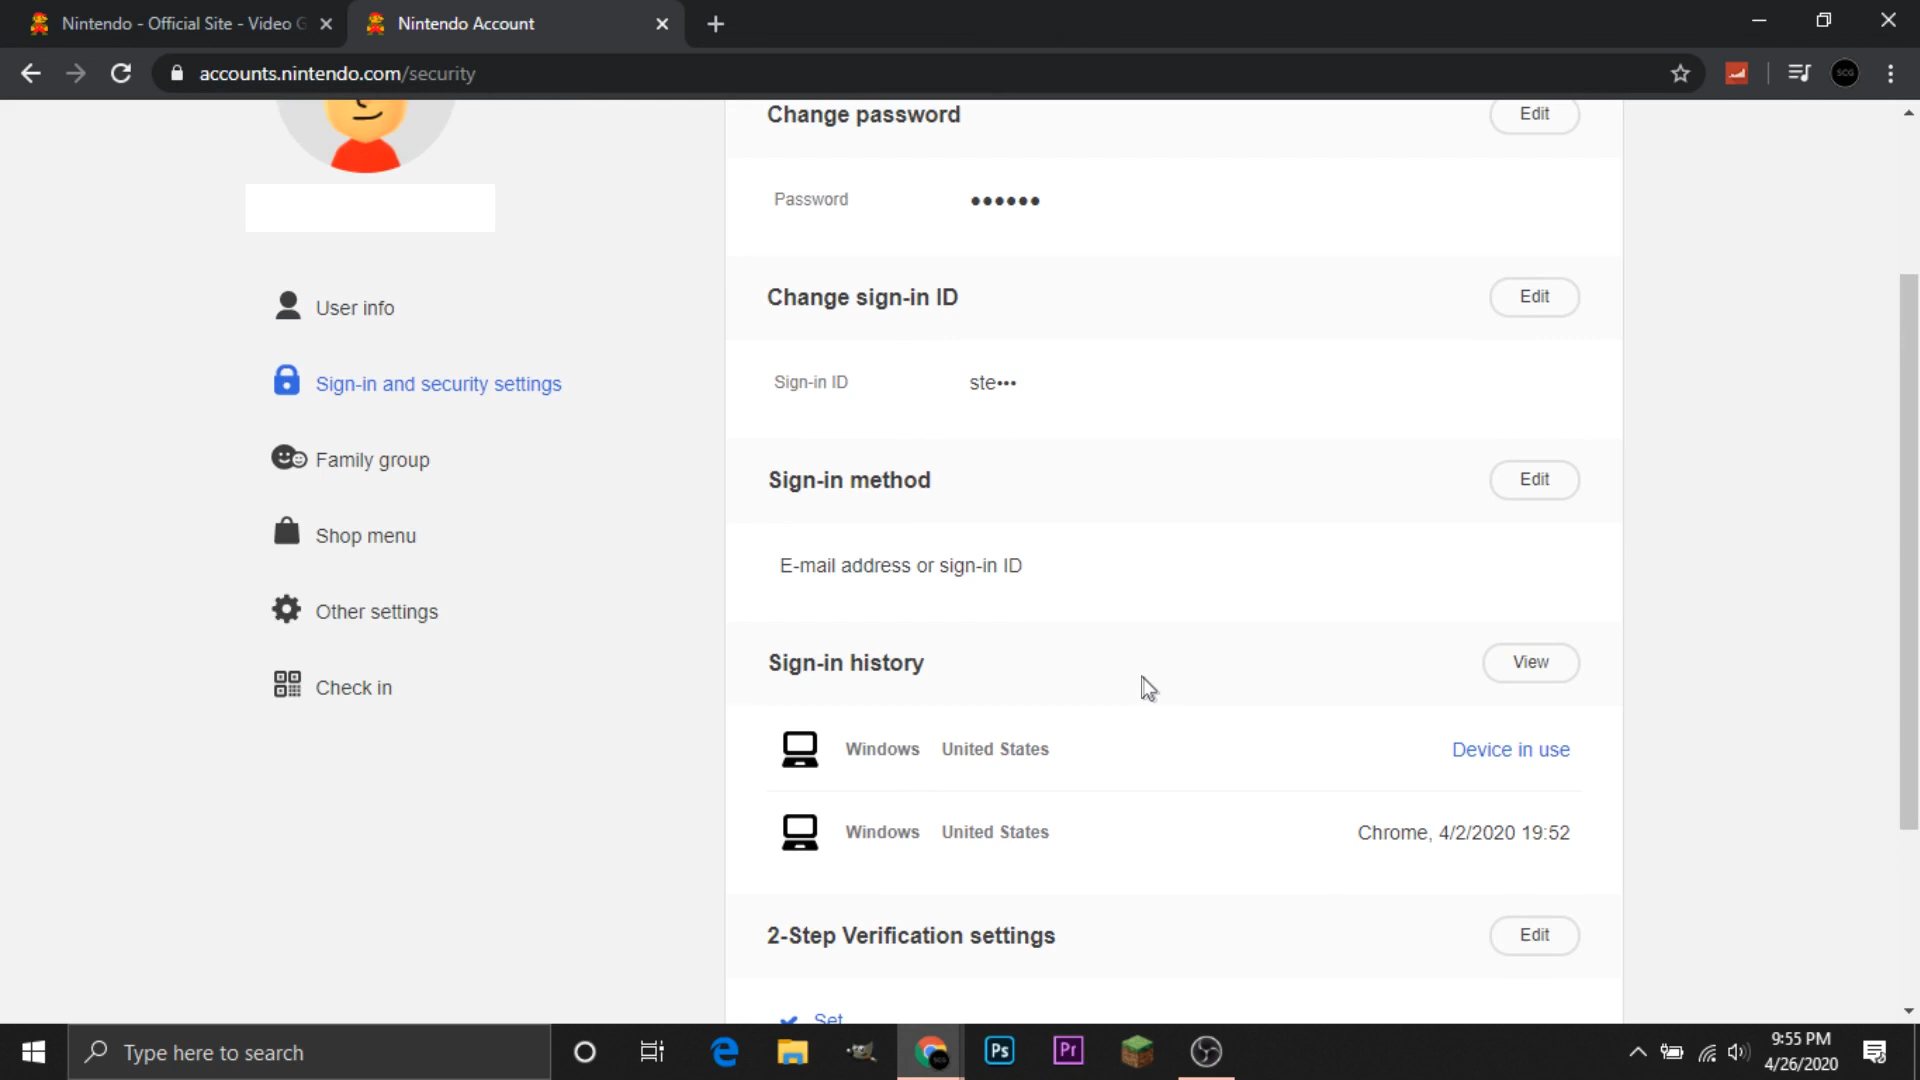 Nintendo - Official Site - Video G
Nintendo Account
accounts.nintendo.com/security
SCG
Change password
Edit
Password
••••••
User info
Sign-in and security settings
Family group
Shop menu
Other settings
Check in
Change sign-in ID
Edit
Sign-in ID
ste•••
Sign-in method
Edit
E-mail address or sign-in ID
Sign-in history
View
Windows United States Device in use
Windows United States Chrome, 4/2/2020 19:52
2-Step Verification settings
Edit
Set
Type here to search
Ps
Pr
9:55 PM
4/26/2020